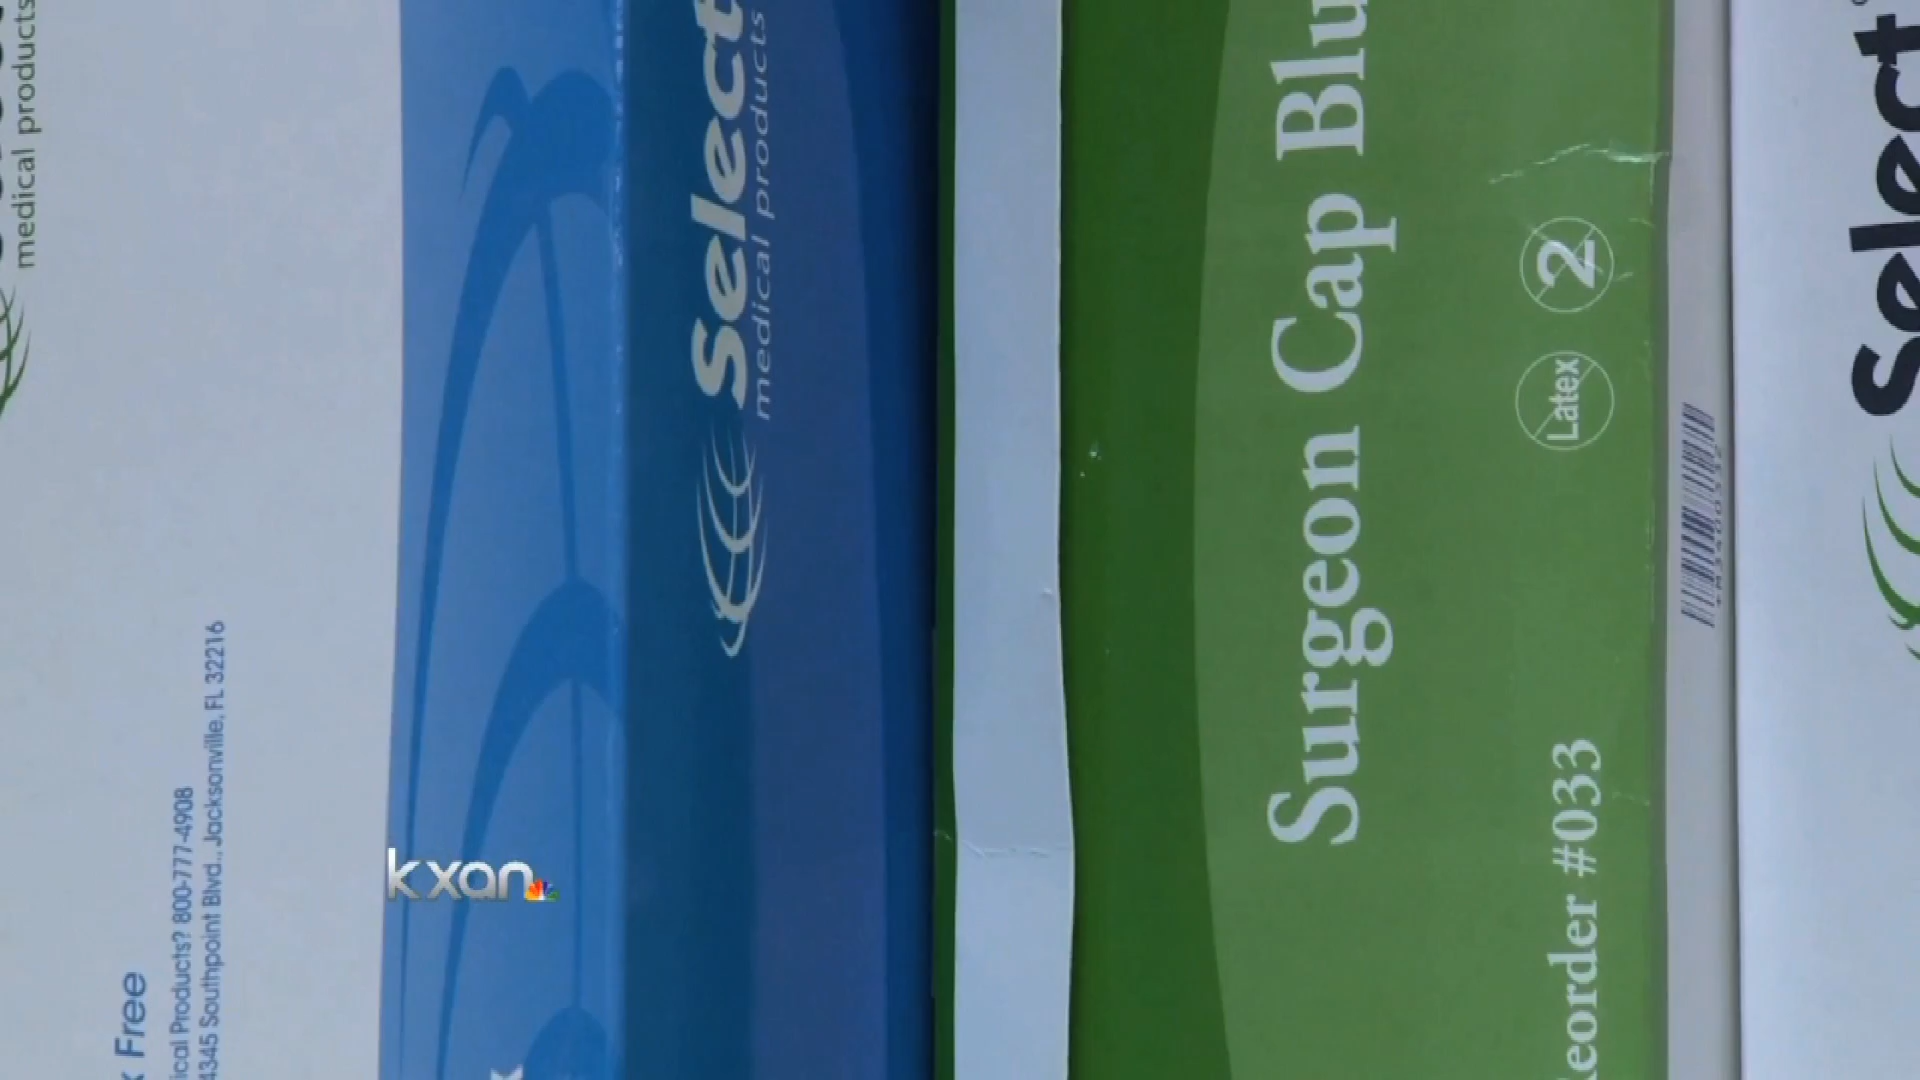 medical products
x Free
ical Products? 800-777-4908
4345 Southpoint Blvd., Jacksonville, FL 32216
Select
medical products
kxan
Surgeon Cap Blu
Latex 2
eorder #033
Select